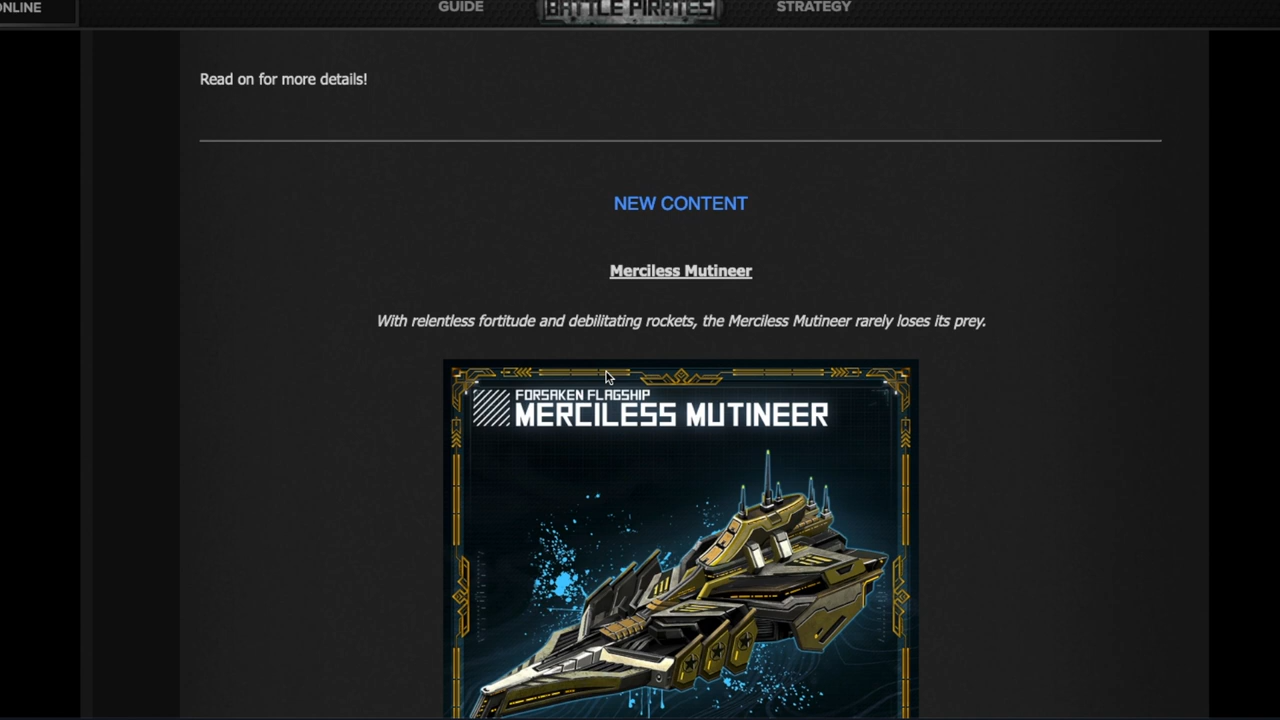 ONLINE
GUIDE
BATTLE PIRATES
STRATEGY
Read on for more details!
NEW CONTENT
Merciless Mutineer
With relentless fortitude and debilitating rockets, the Merciless Mutineer rarely loses its prey.
FORSAKEN FLAGSHIP
MERCILESS MUTINEER